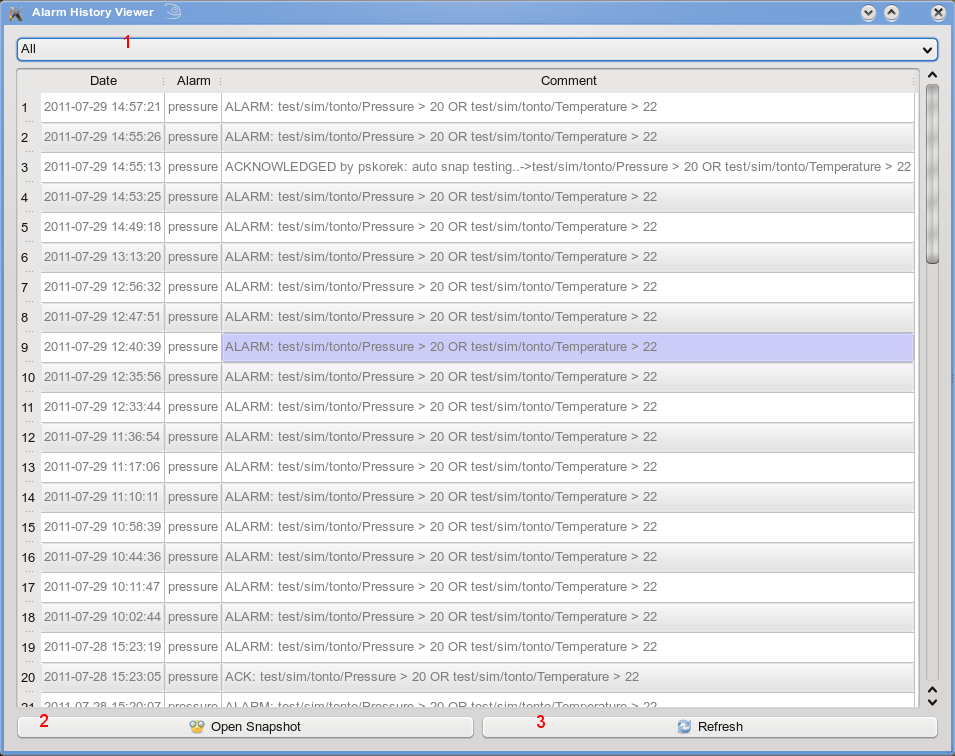 Alarm History Viewer
1
All
Date Alarm Comment
1 2011-07-29 14:57:21 pressure ALARM: test/sim/tonto/Pressure > 20 OR test/sim/tonto/Temperature > 22
2 2011-07-29 14:55:26 pressure ALARM: test/sim/tonto/Pressure > 20 OR test/sim/tonto/Temperature > 22
3 2011-07-29 14:55:13 pressure ACKNOWLEDGED by pskorek: auto snap testing..->test/sim/tonto/Pressure > 20 OR test/sim/tonto/Temperature > 22
4 2011-07-29 14:53:25 pressure ALARM: test/sim/tonto/Pressure > 20 OR test/sim/tonto/Temperature > 22
5 2011-07-29 14:49:18 pressure ALARM: test/sim/tonto/Pressure > 20 OR test/sim/tonto/Temperature > 22
6 2011-07-29 13:13:20 pressure ALARM: test/sim/tonto/Pressure > 20 OR test/sim/tonto/Temperature > 22
7 2011-07-29 12:56:32 pressure ALARM: test/sim/tonto/Pressure > 20 OR test/sim/tonto/Temperature > 22
8 2011-07-29 12:47:51 pressure ALARM: test/sim/tonto/Pressure > 20 OR test/sim/tonto/Temperature > 22
9 2011-07-29 12:40:39 pressure ALARM: test/sim/tonto/Pressure > 20 OR test/sim/tonto/Temperature > 22
10 2011-07-29 12:35:56 pressure ALARM: test/sim/tonto/Pressure > 20 OR test/sim/tonto/Temperature > 22
11 2011-07-29 12:33:44 pressure ALARM: test/sim/tonto/Pressure > 20 OR test/sim/tonto/Temperature > 22
12 2011-07-29 11:36:54 pressure ALARM: test/sim/tonto/Pressure > 20 OR test/sim/tonto/Temperature > 22
13 2011-07-29 11:17:06 pressure ALARM: test/sim/tonto/Pressure > 20 OR test/sim/tonto/Temperature > 22
14 2011-07-29 11:10:11 pressure ALARM: test/sim/tonto/Pressure > 20 OR test/sim/tonto/Temperature > 22
15 2011-07-29 10:58:39 pressure ALARM: test/sim/tonto/Pressure > 20 OR test/sim/tonto/Temperature > 22
16 2011-07-29 10:44:36 pressure ALARM: test/sim/tonto/Pressure > 20 OR test/sim/tonto/Temperature > 22
17 2011-07-29 10:11:47 pressure ALARM: test/sim/tonto/Pressure > 20 OR test/sim/tonto/Temperature > 22
18 2011-07-29 10:02:44 pressure ALARM: test/sim/tonto/Pressure > 20 OR test/sim/tonto/Temperature > 22
19 2011-07-28 15:23:19 pressure ALARM: test/sim/tonto/Pressure > 20 OR test/sim/tonto/Temperature > 22
20 2011-07-28 15:23:05 pressure ACK: test/sim/tonto/Pressure > 20 OR test/sim/tonto/Temperature > 22
21 2011-07-28 15:20:07 pressure ALARM: test/sim/tonto/Pressure > 20 OR test/sim/tonto/Temperature > 22
2 Open Snapshot 3 Refresh